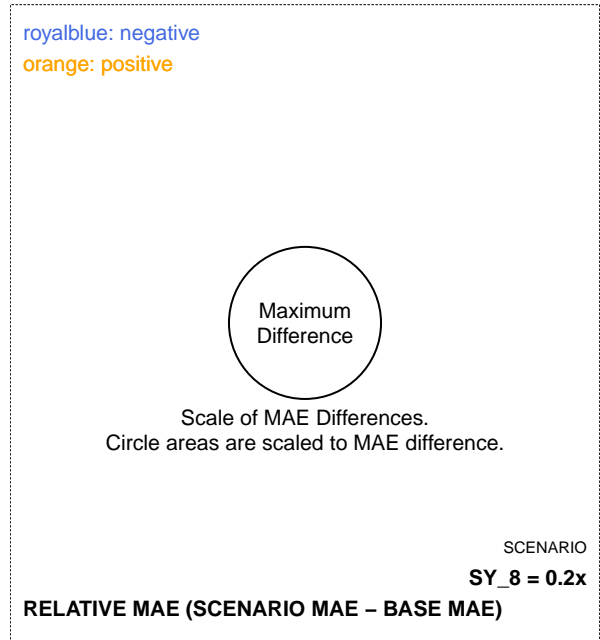 royalblue: negative
orange: positive
Maximum
Difference
Scale of MAE Differences.
Circle areas are scaled to MAE difference.
SCENARIO
SY_8 = 0.2x
RELATIVE MAE (SCENARIO MAE − BASE MAE)